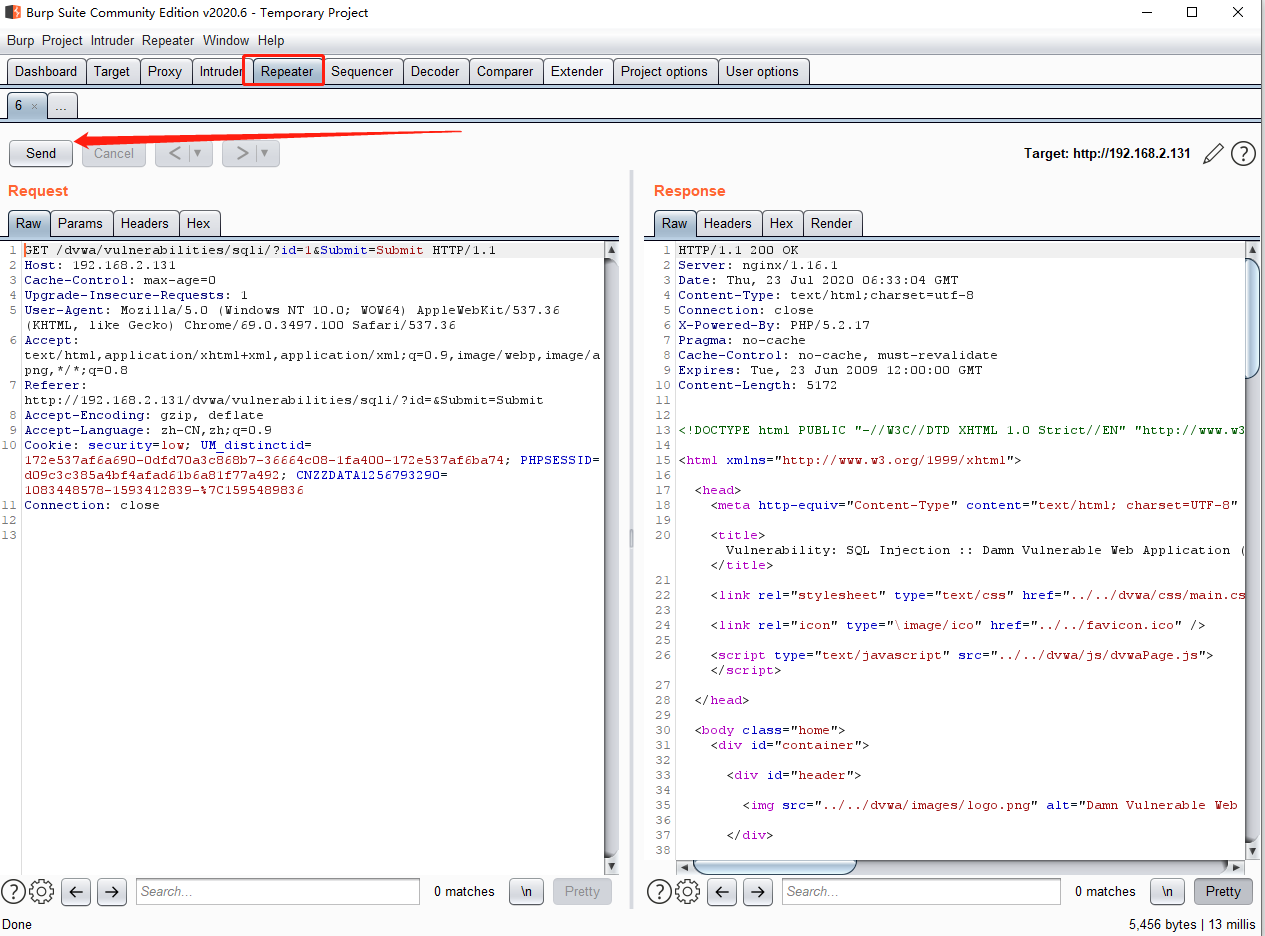 Burp Suite Community Edition v2020.6 - Temporary Project
Burp Project Intruder Repeater Window Help
Dashboard Target Proxy Intruder Repeater Sequencer Decoder Comparer Extender Project options User options
6 × ...
Send Cancel < ▼ > ▼ Target: http://192.168.2.131 ?
Request
Raw Params Headers Hex
1 GET /dvwa/vulnerabilities/sqli/?id=1&Submit=Submit HTTP/1.1
2 Host: 192.168.2.131
3 Cache-Control: max-age=0
4 Upgrade-Insecure-Requests: 1
5 User-Agent: Mozilla/5.0 (Windows NT 10.0; WOW64) AppleWebKit/537.36
(KHTML, like Gecko) Chrome/69.0.3497.100 Safari/537.36
6 Accept:
text/html,application/xhtml+xml,application/xml;q=0.9,image/webp,image/a
png,*/*;q=0.8
7 Referer:
http://192.168.2.131/dvwa/vulnerabilities/sqli/?id=&Submit=Submit
8 Accept-Encoding: gzip, deflate
9 Accept-Language: zh-CN,zh;q=0.9
10 Cookie: security=low; UM_distinctid=
172e537af6a690-0dfd70a3c868b7-36664c08-1fa400-172e537af6ba74; PHPSESSID=
d09c3c385a4bf4afad61b6a81f77a492; CNZZDATA1256793290=
1083448578-1593412839-%7C1595489836
11 Connection: close
12
13
? Search... 0 matches \n Pretty
Response
Raw Headers Hex Render
1 HTTP/1.1 200 OK
2 Server: nginx/1.16.1
3 Date: Thu, 23 Jul 2020 06:33:04 GMT
4 Content-Type: text/html;charset=utf-8
5 Connection: close
6 X-Powered-By: PHP/5.2.17
7 Pragma: no-cache
8 Cache-Control: no-cache, must-revalidate
9 Expires: Tue, 23 Jun 2009 12:00:00 GMT
10 Content-Length: 5172
11
12
13 <!DOCTYPE html PUBLIC "-//W3C//DTD XHTML 1.0 Strict//EN" "http://www.w3
14
15 <html xmlns="http://www.w3.org/1999/xhtml">
16
17 <head>
18 <meta http-equiv="Content-Type" content="text/html; charset=UTF-8"
19
20 <title>
Vulnerability: SQL Injection :: Damn Vulnerable Web Application (
</title>
21
22 <link rel="stylesheet" type="text/css" href="../../dvwa/css/main.cs
23
24 <link rel="icon" type="\image/ico" href="../../favicon.ico" />
25
26 <script type="text/javascript" src="../../dvwa/js/dvwaPage.js">
</script>
27
28 </head>
29
30 <body class="home">
31 <div id="container">
32
33 <div id="header">
34
35 <img src="../../dvwa/images/logo.png" alt="Damn Vulnerable Web
36
37 </div>
38
? Search... 0 matches \n Pretty
Done 5,456 bytes | 13 millis